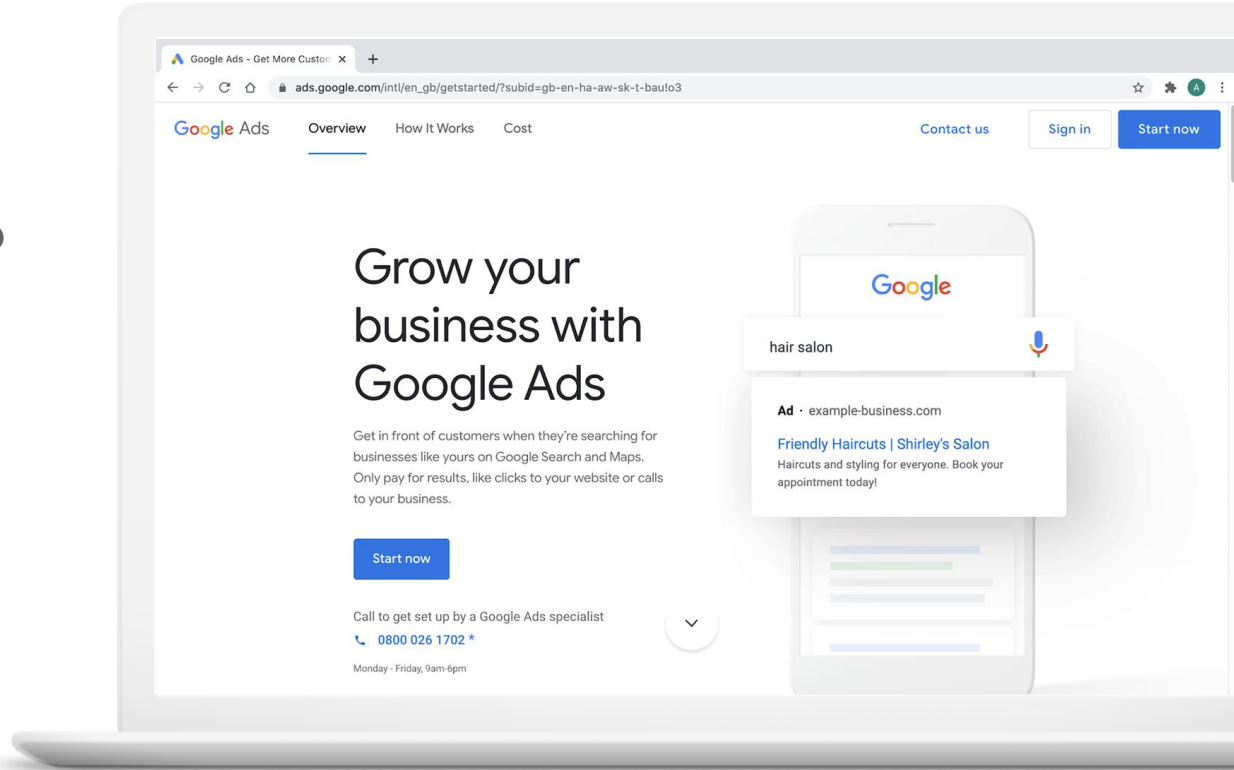 Google Ads - Get More Custom
ads.google.com/intl/en_gb/getstarted/?subid=gb-en-ha-aw-sk-t-bau!o3
A
Google Ads Overview How It Works Cost Contact us Sign in Start now
Grow your
business with
Google Ads
Get in front of customers when they're searching for
businesses like yours on Google Search and Maps.
Only pay for results, like clicks to your website or calls
to your business.
Start now
Call to get set up by a Google Ads specialist
0800 026 1702 *
Monday - Friday, 9am-6pm
Google
hair salon
Ad · example-business.com
Friendly Haircuts | Shirley's Salon
Haircuts and styling for everyone. Book your
appointment today!